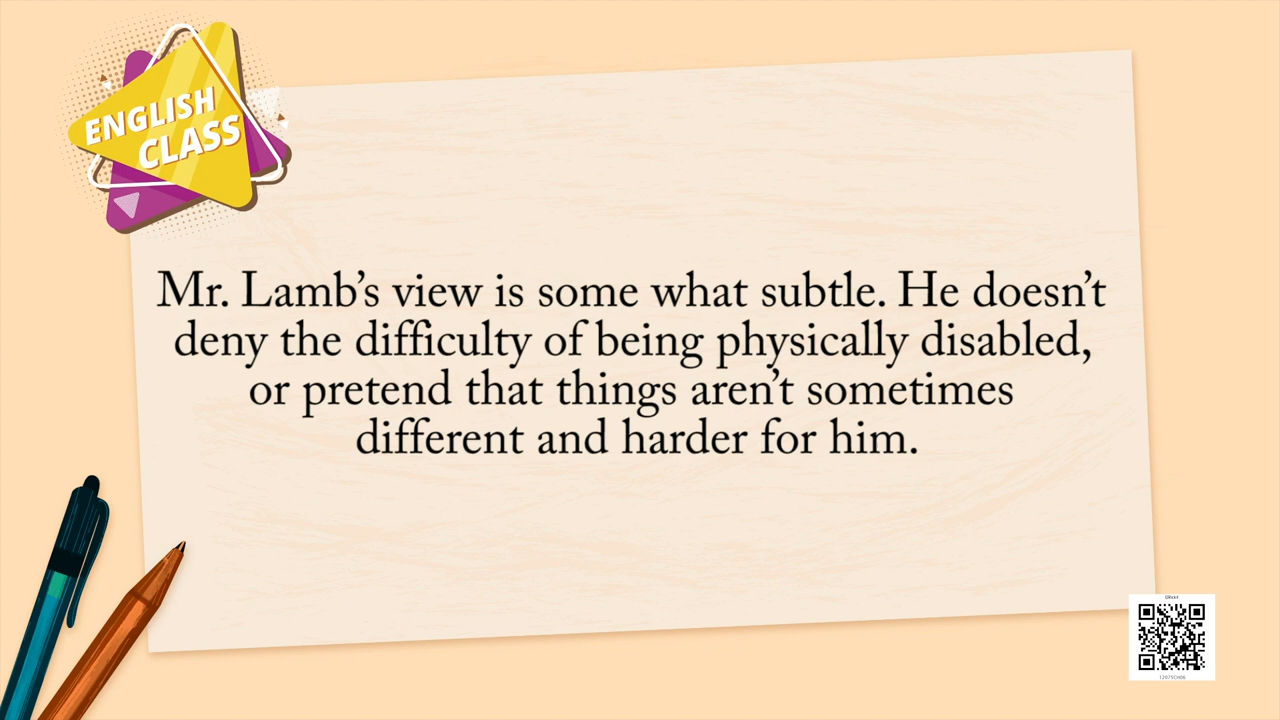 ENGLISH
CLASS
Mr. Lamb’s view is some what subtle. He doesn’t
deny the difficulty of being physically disabled,
or pretend that things aren’t sometimes
different and harder for him.
12075CH06